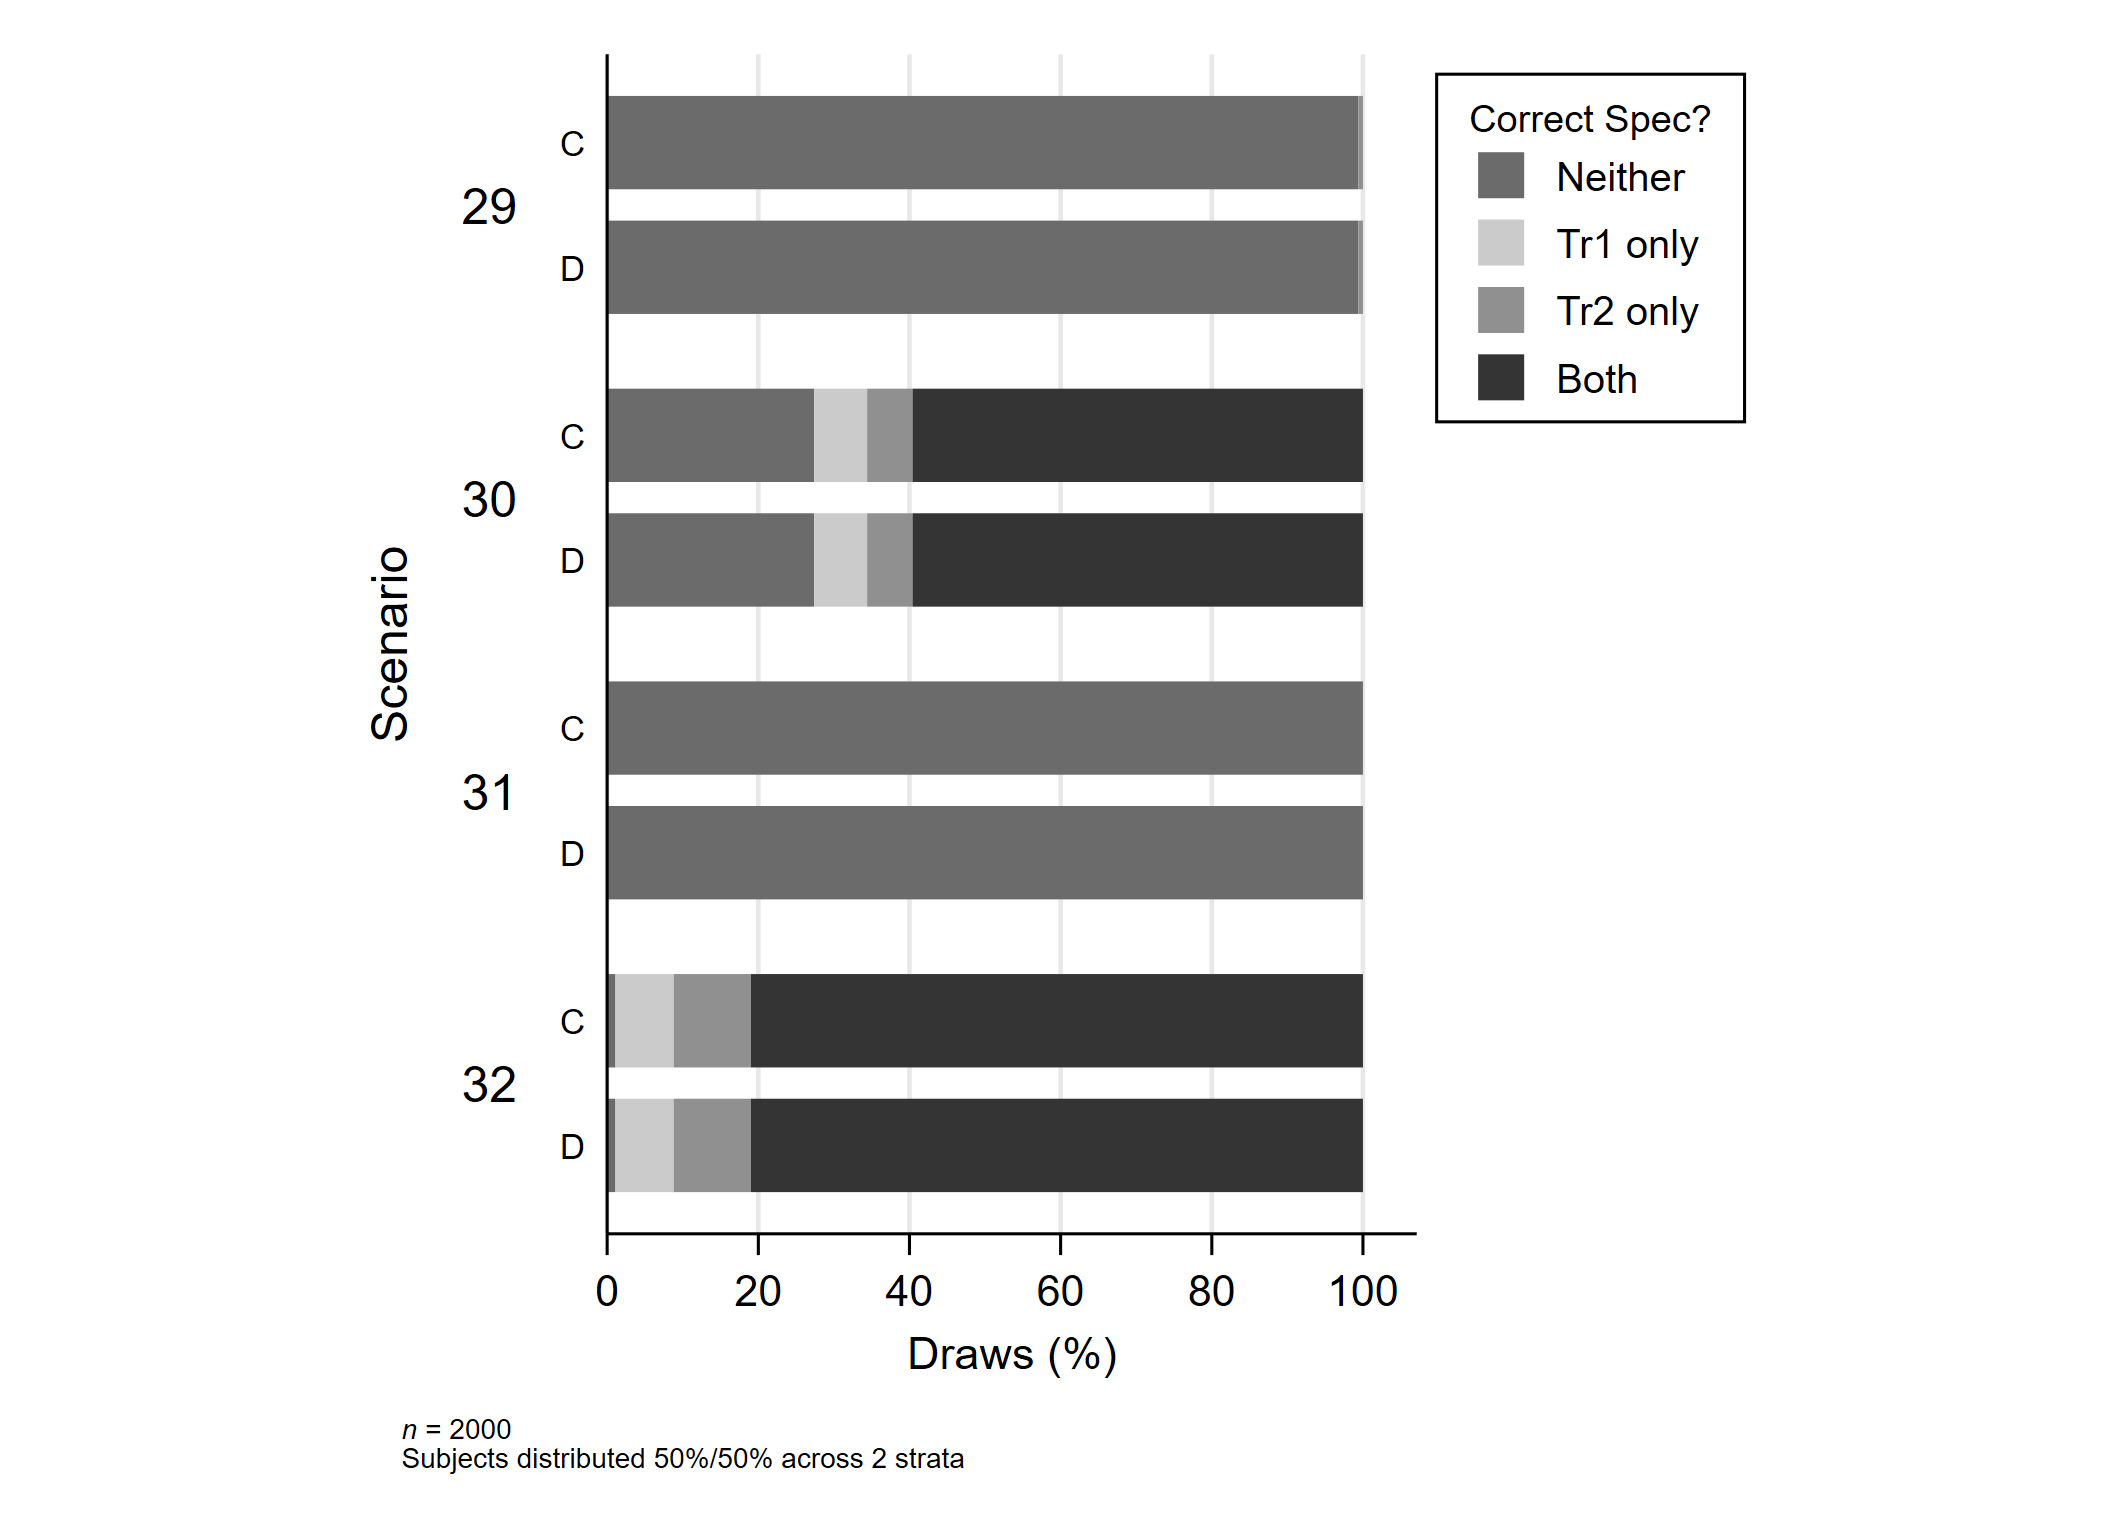 Correct Spec?
Neither
Tr1 only
Tr2 only
Both
Scenario
29
C
D
30
C
D
31
C
D
32
C
D
0 20 40 60 80 100
Draws (%)
n = 2000
Subjects distributed 50%/50% across 2 strata